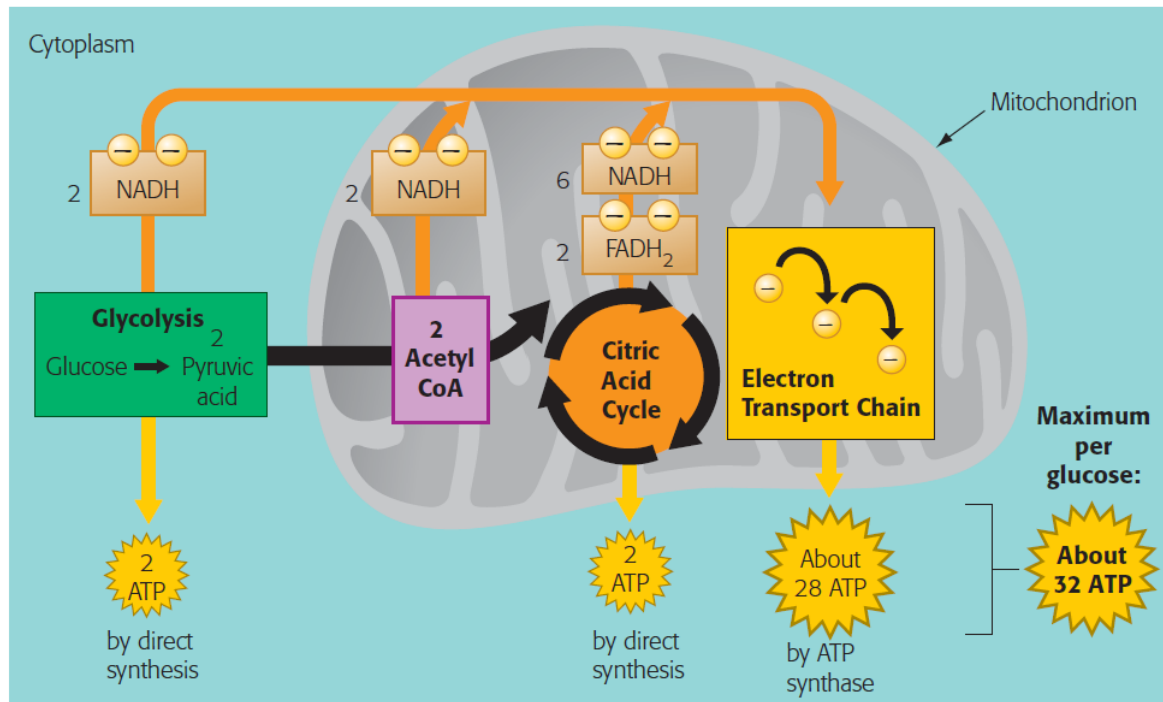 Cytoplasm
Mitochondrion
2
NADH
2
NADH
6
NADH
2
FADH₂
Glycolysis
2
Glucose → Pyruvic
acid
2
Acetyl
CoA
Citric
Acid
Cycle
Electron
Transport Chain
Maximum
per
glucose:
2
ATP
by direct
synthesis
2
ATP
by direct
synthesis
About
28 ATP
by ATP
synthase
About
32 ATP